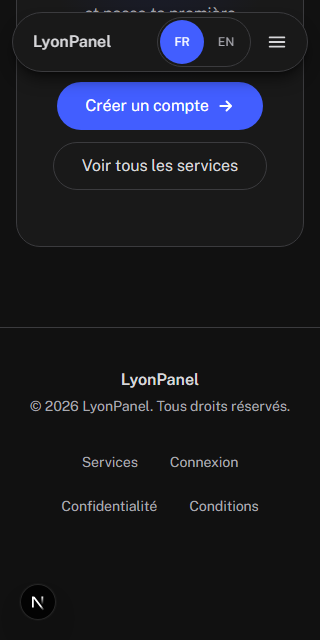 LyonPanel
FR
EN
Créer un compte
Voir tous les services
LyonPanel
© 2026 LyonPanel. Tous droits réservés.
Services
Connexion
Confidentialité
Conditions
N